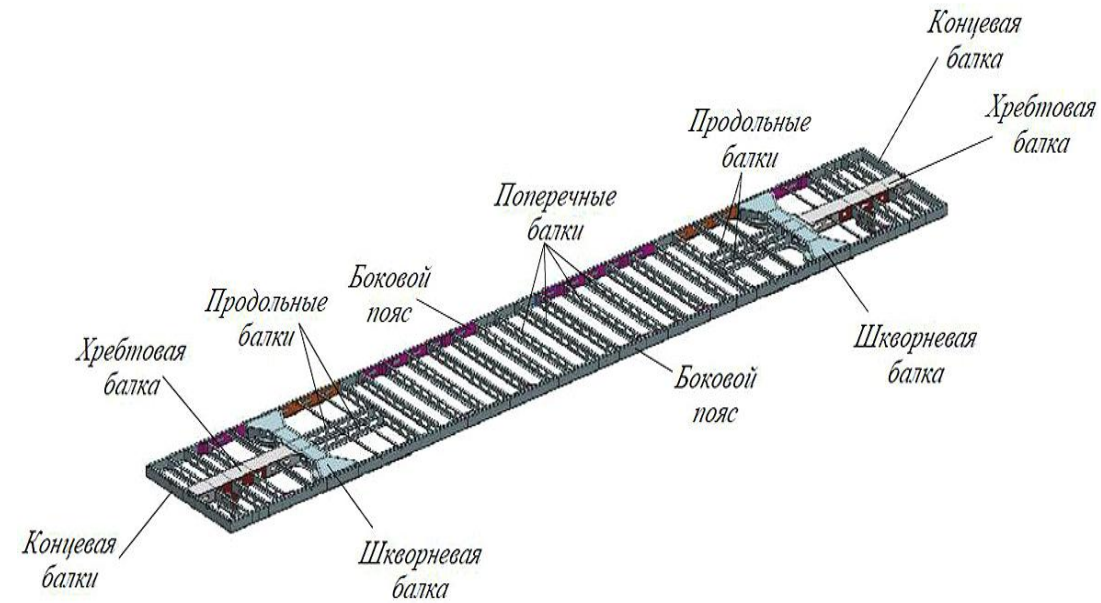 Концевая
балка
Хребтовая
балка
Продольные
балки
Поперечные
балки
Боковой
пояс
Продольные
балки
Хребтовая
балка
Шкворневая
балка
Боковой
пояс
Концевая
балки
Шкворневая
балка